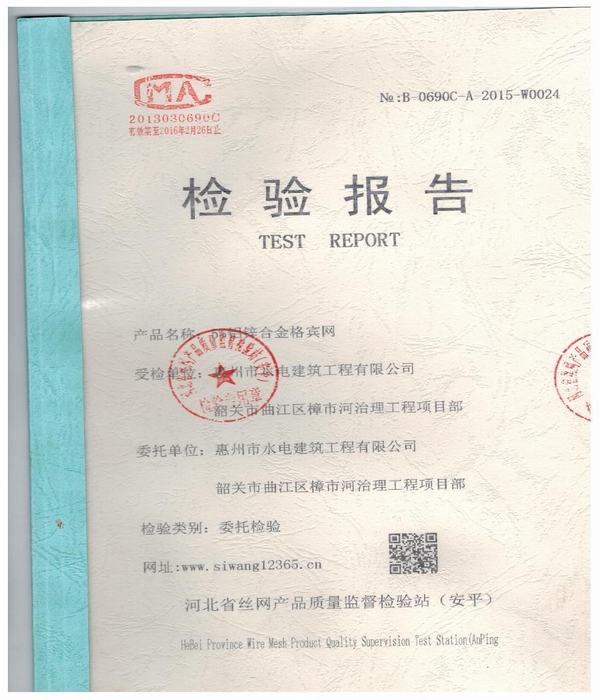 CMA
2013030690C
有效期至2016年2月26日止
№:B-0690C-A-2015-W0024
检验报告
TEST REPORT
产品名称: 铝锌合金格宾网
受检单位: 惠州市水电建筑工程有限公司
韶关市曲江区樟市河治理工程项目部
检验专用章
委托单位: 惠州市水电建筑工程有限公司
韶关市曲江区樟市河治理工程项目部
检验类别: 委托检验
网址:www.siwang12365.cn
河北省丝网产品质量监督检验站（安平）
HeBei Province Wire Mesh Product Quality Supervision Test Station(AnPing